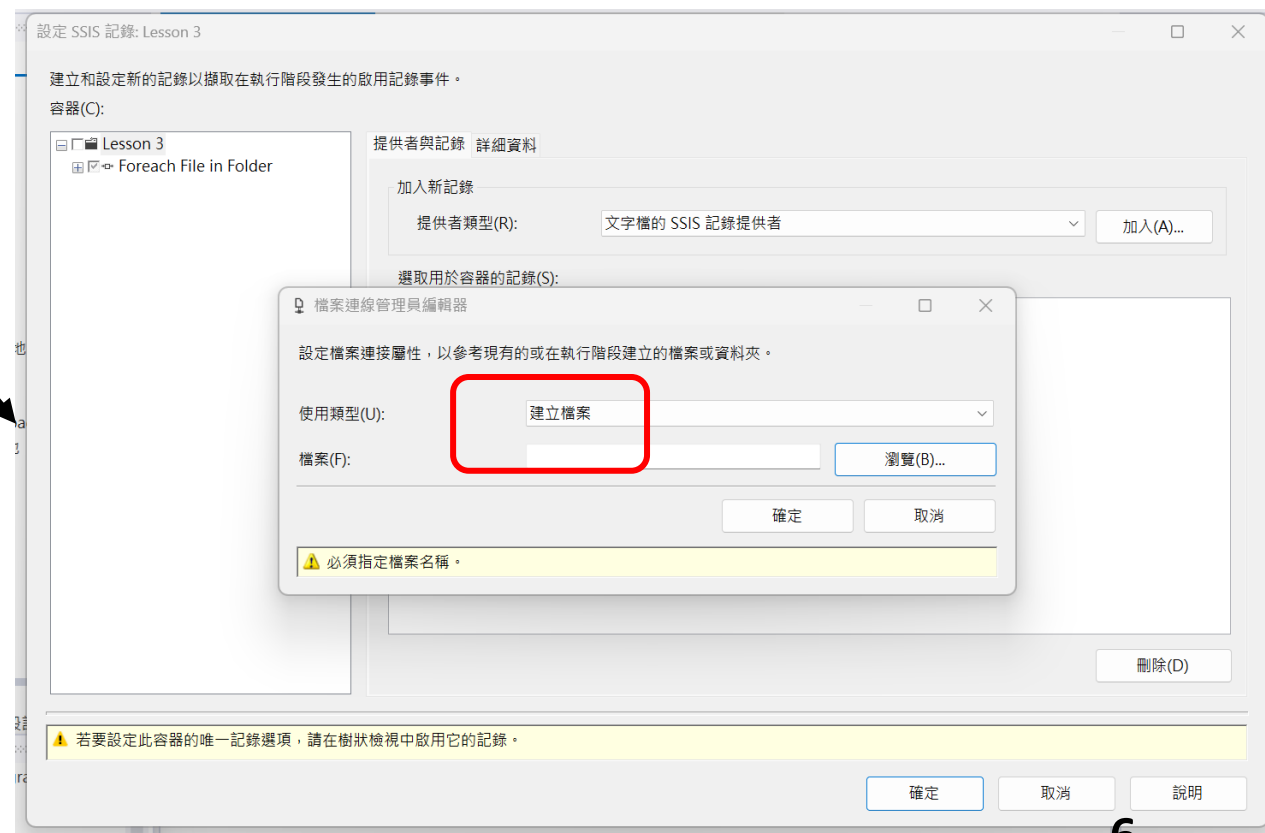 設定 SSIS 記錄: Lesson 3
建立和設定新的記錄以擷取在執行階段發生的啟用記錄事件。
容器(C):
Lesson 3
Foreach File in Folder
提供者與記錄 詳細資料
加入新記錄
提供者類型(R): 文字檔的 SSIS 記錄提供者 加入(A)...
選取用於容器的記錄(S):
檔案連線管理員編輯器
設定檔案連接屬性，以參考現有的或在執行階段建立的檔案或資料夾。
使用類型(U): 建立檔案
檔案(F): 瀏覽(B)...
確定 取消
必須指定檔案名稱。
刪除(D)
若要設定此容器的唯一記錄選項，請在樹狀檢視中啟用它的記錄。
確定 取消 說明